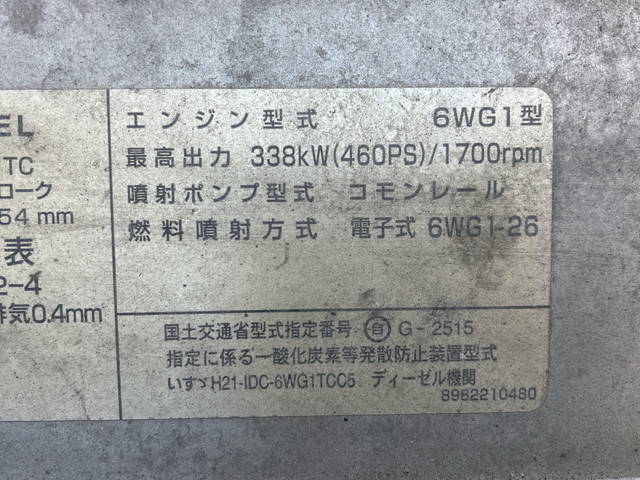 EL
TC
ローク
54 mm
表
2-4
排気0.4mm
エンジン型式 6WG1型
最高出力 338kW(460PS)/1700rpm
噴射ポンプ型式 コモンレール
燃料噴射方式 電子式 6WG1-26
国土交通省型式指定番号 自 G-2515
指定に係る一酸化炭素等発散防止装置型式
いすゞH21-IDC-6WG1TCC5 ディーゼル機関
8982210480